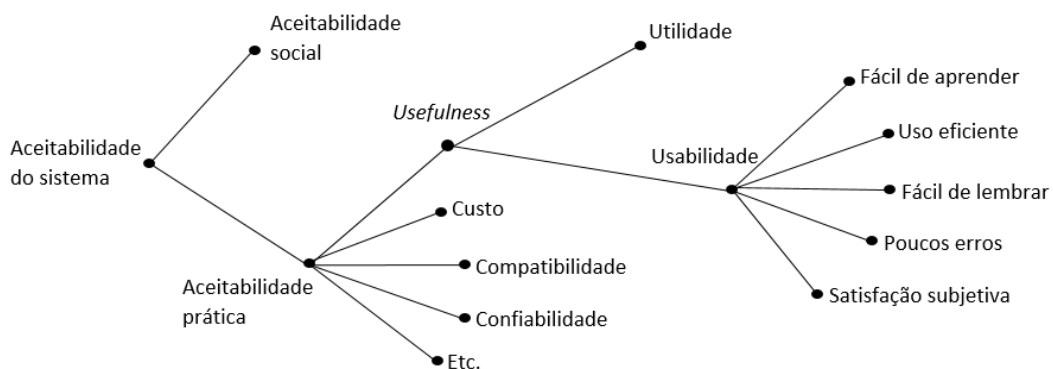 Aceitabilidade
social
Utilidade
Fácil de aprender
Usefulness
Uso eficiente
Aceitabilidade
do sistema
Usabilidade
Fácil de lembrar
Custo
Poucos erros
Compatibilidade
Aceitabilidade
prática
Satisfação subjetiva
Confiabilidade
Etc.